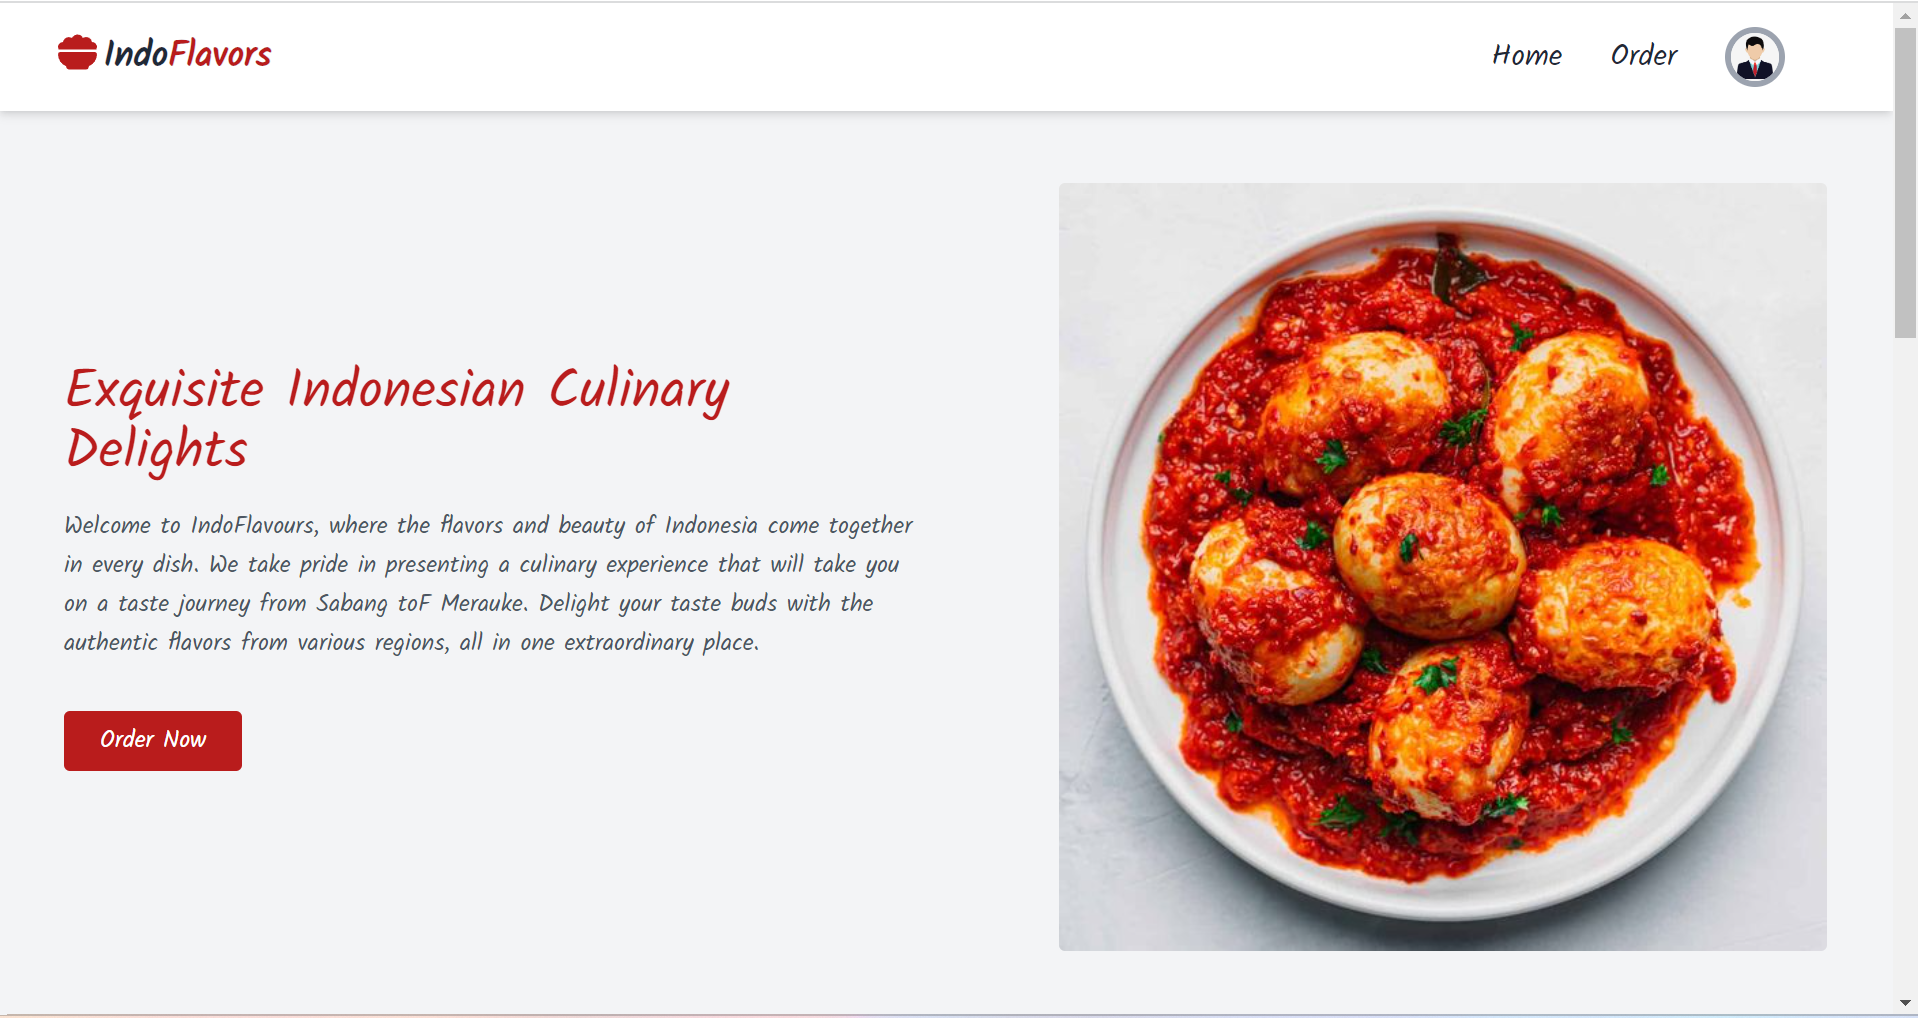 IndoFlavors
Home
Order
Exquisite Indonesian Culinary
Delights
Welcome to IndoFlavours, where the flavors and beauty of Indonesia come together
in every dish. We take pride in presenting a culinary experience that will take you
on a taste journey from Sabang toF Merauke. Delight your taste buds with the
authentic flavors from various regions, all in one extraordinary place.
Order Now